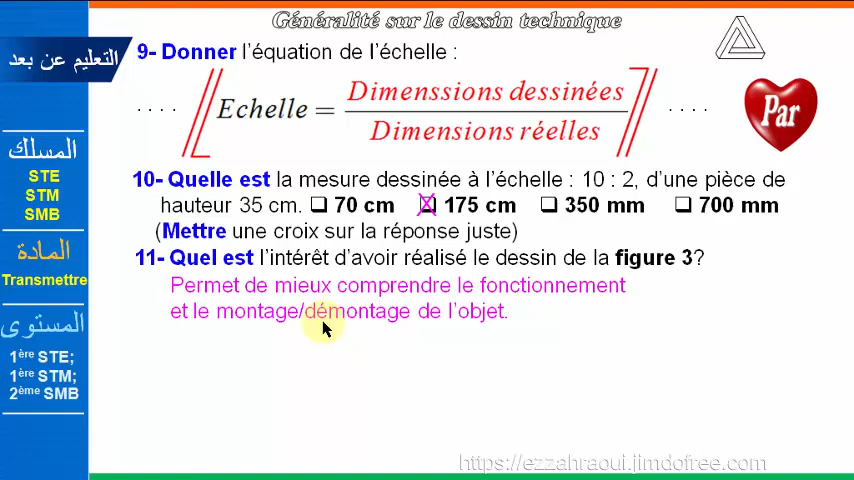 Généralité sur le dessin technique
التعليم عن بعد
9- Donner l’équation de l’échelle :
. . . . Echelle = Dimenssions dessinées . . . .
Dimensions réelles
Par
10- Quelle est la mesure dessinée à l’échelle : 10 : 2, d’une pièce de
hauteur 35 cm. ❑ 70 cm ❑ 175 cm ❑ 350 mm ❑ 700 mm
(Mettre une croix sur la réponse juste)
11- Quel est l’intérêt d’avoir réalisé le dessin de la figure 3?
Permet de mieux comprendre le fonctionnement
et le montage/démontage de l’objet.
المسلك
STE
STM
SMB
المادة
Transmettre
المستوى
1ère STE;
1ère STM;
2ème SMB
https://ezzahraoui.jimdofree.com